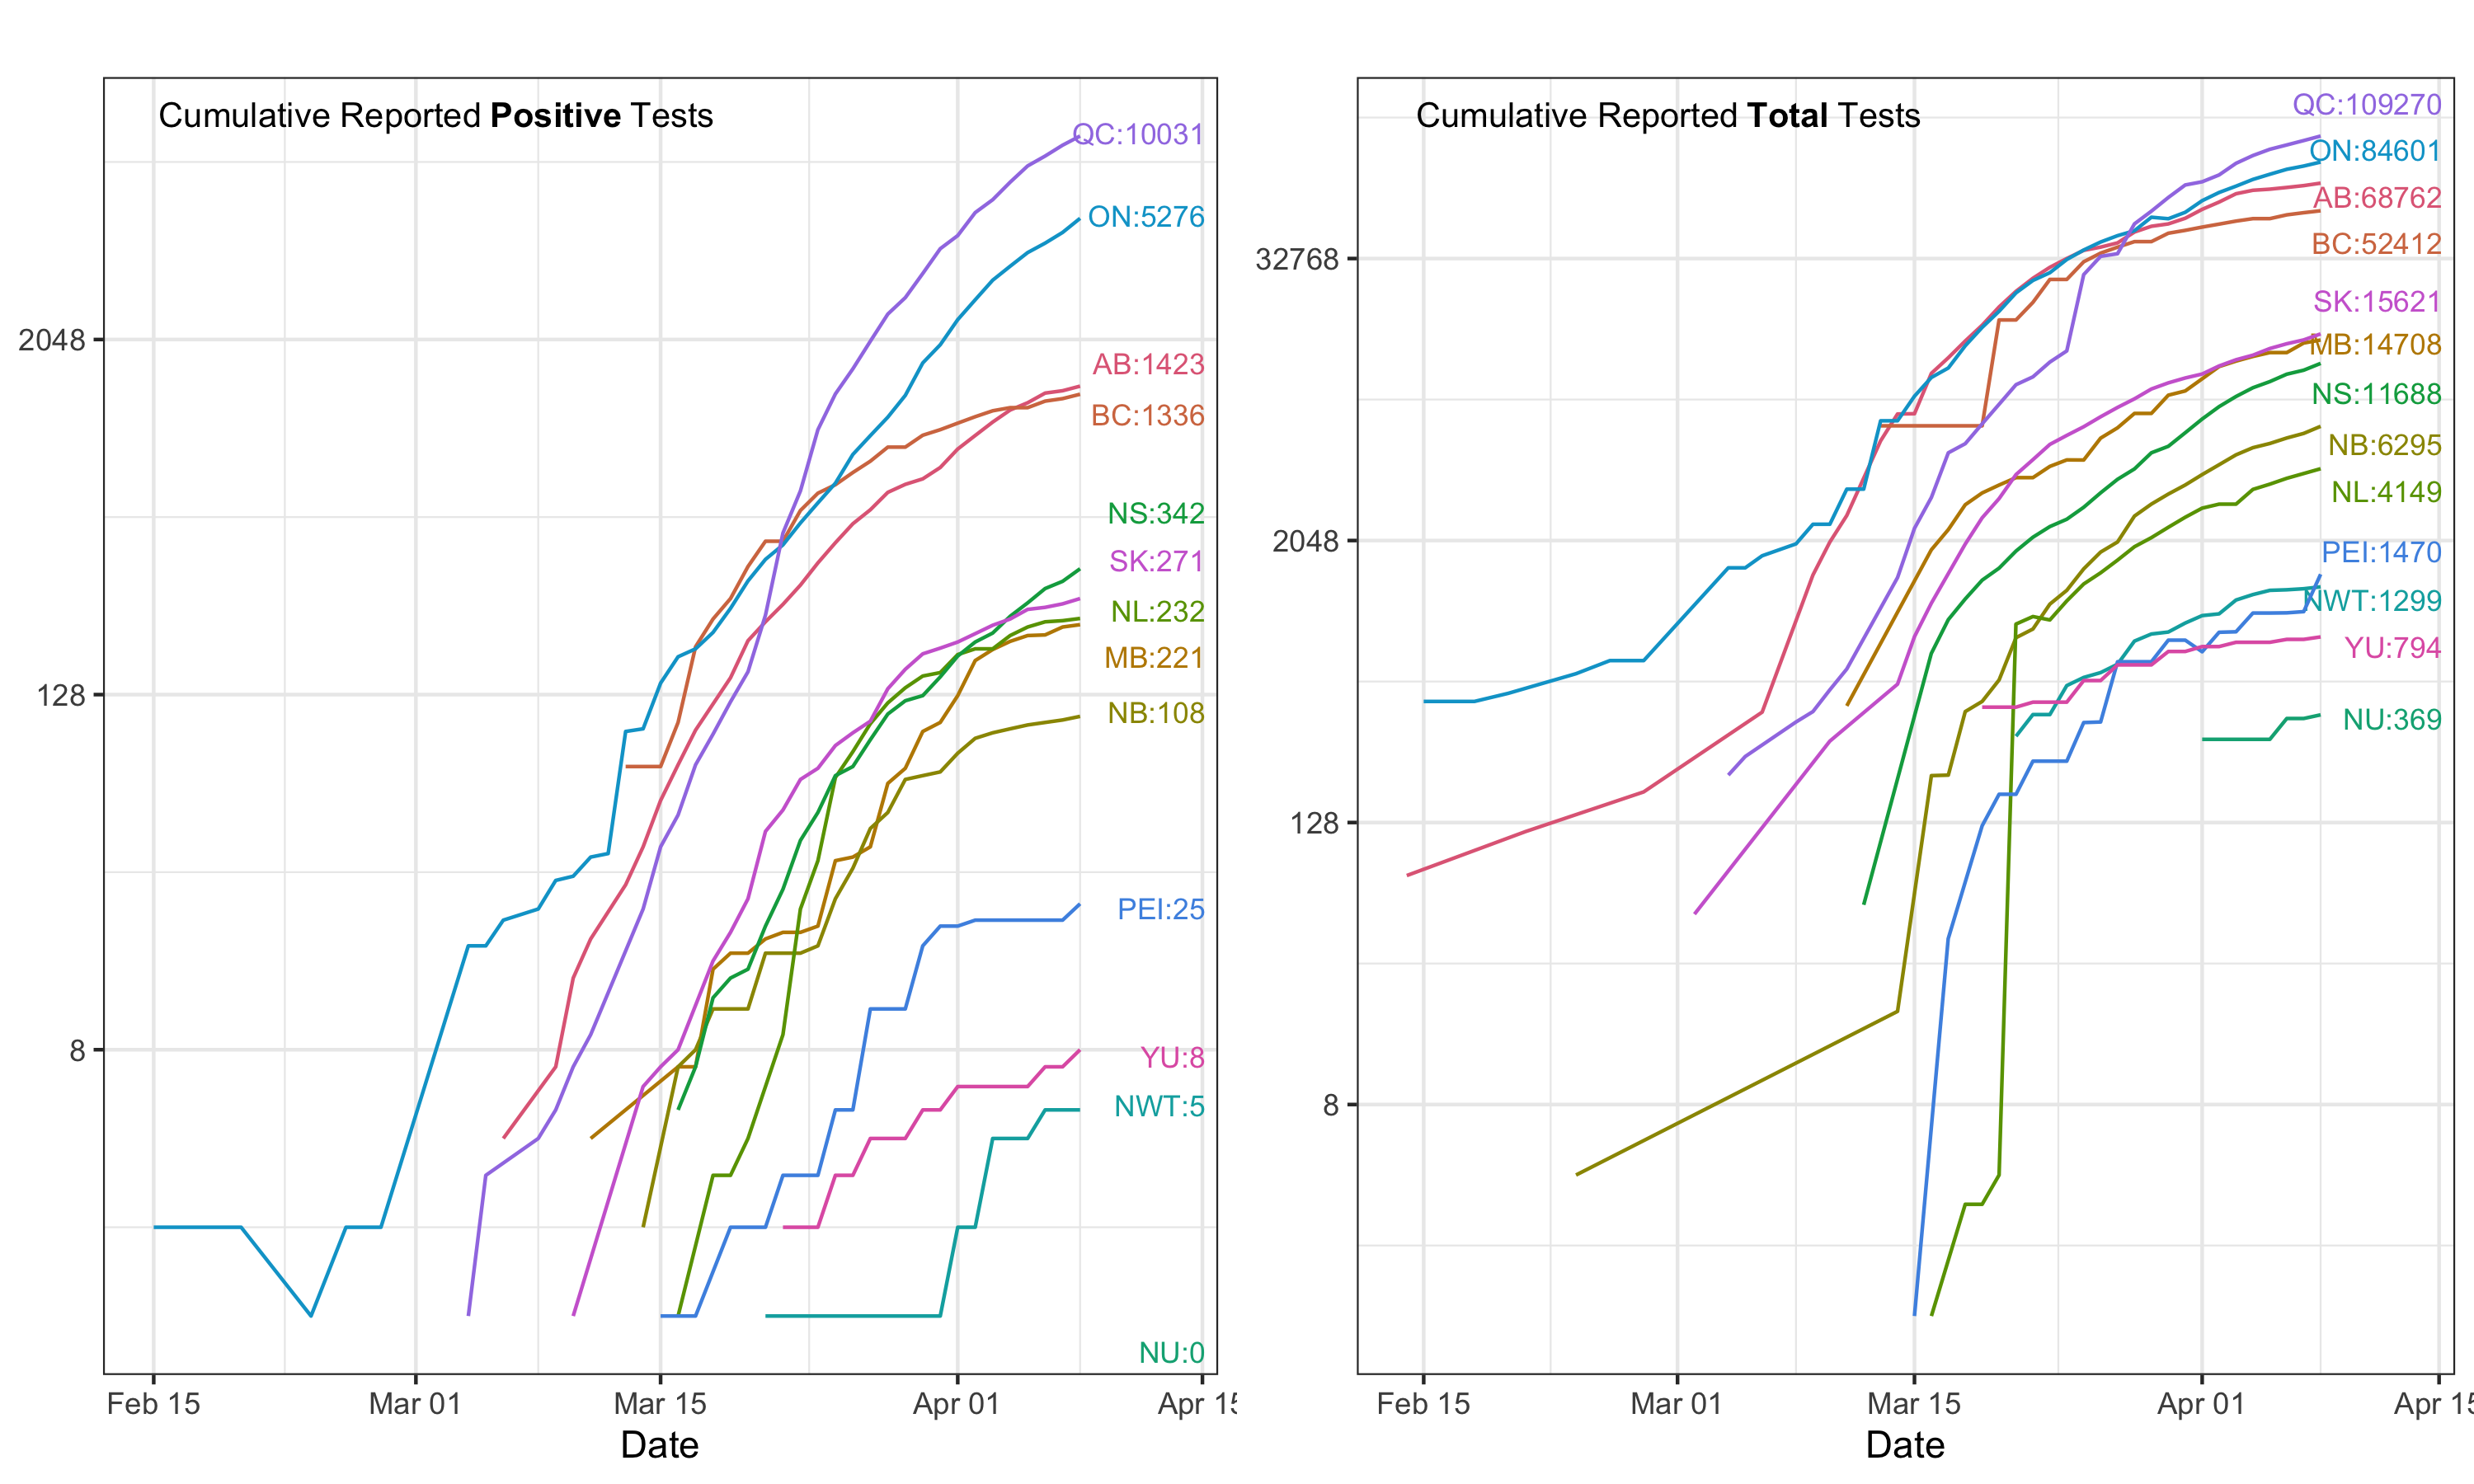 Cumulative Reported Positive Tests
QC:10031
ON:5276
2048
AB:1423
BC:1336
NS:342
SK:271
NL:232
MB:221
128
NB:108
PEI:25
8
YU:8
NWT:5
NU:0
Feb 15
Mar 01
Mar 15
Apr 01
Apr 15
Date
Cumulative Reported Total Tests
QC:109270
ON:84601
AB:68762
BC:52412
32768
SK:15621
MB:14708
NS:11688
NB:6295
NL:4149
2048
PEI:1470
NWT:1299
YU:794
NU:369
128
8
Feb 15
Mar 01
Mar 15
Apr 01
Apr 15
Date